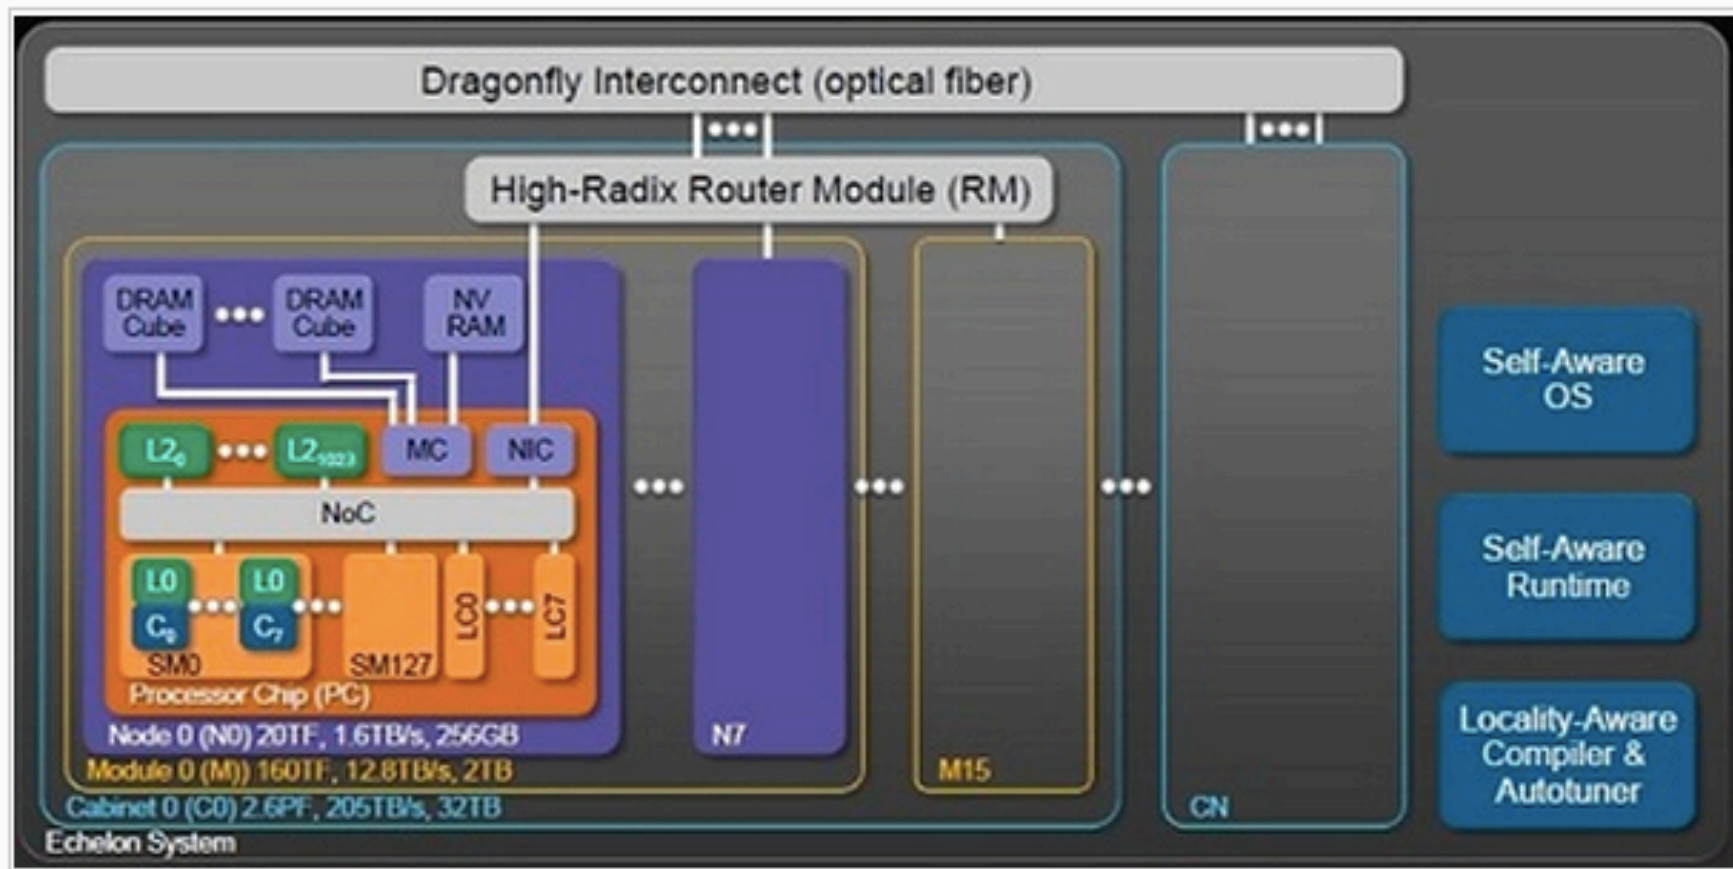 Dragonfly Interconnect (optical fiber)
High-Radix Router Module (RM)
DRAM
Cube
DRAM
Cube
NV
RAM
L2₀
L2₁₀₂₃
MC
NIC
NoC
L0
C₀
L0
C₇
SM0
SM127
LC0
LC7
Processor Chip (PC)
Node 0 (N0) 20TF, 1.6TB/s, 256GB
N7
Module 0 (M)) 160TF, 12.8TB/s, 2TB
M15
Cabinet 0 (C0) 2.6PF, 205TB/s, 32TB
CN
Echelon System
Self-Aware
OS
Self-Aware
Runtime
Locality-Aware
Compiler &
Autotuner